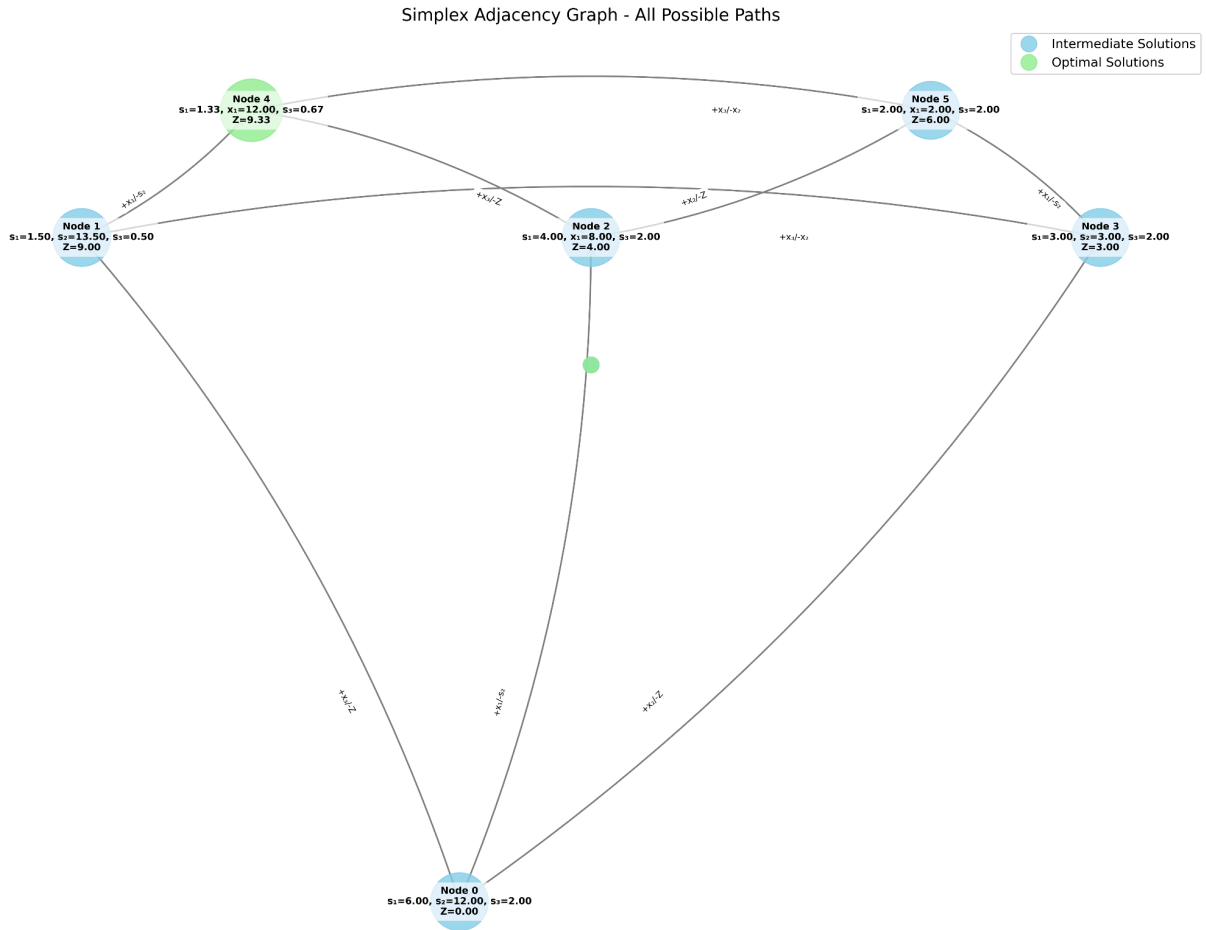 Simplex Adjacency Graph - All Possible Paths
Intermediate Solutions
Optimal Solutions
Node 4
s₁=1.33, x₁=12.00, s₃=0.67
Z=9.33
+x₃/-x₂
Node 5
s₁=2.00, x₁=2.00, s₃=2.00
Z=6.00
+x₁/-s₂
+x₃/-Z
+x₂/-Z
+x₁/-s₂
Node 1
s₁=1.50, s₂=13.50, s₃=0.50
Z=9.00
Node 2
s₁=4.00, x₁=8.00, s₃=2.00
Z=4.00
+x₃/-x₂
Node 3
s₁=3.00, s₂=3.00, s₃=2.00
Z=3.00
+x₃/-Z
+x₁/-s₂
+x₂/-Z
Node 0
s₁=6.00, s₂=12.00, s₃=2.00
Z=0.00